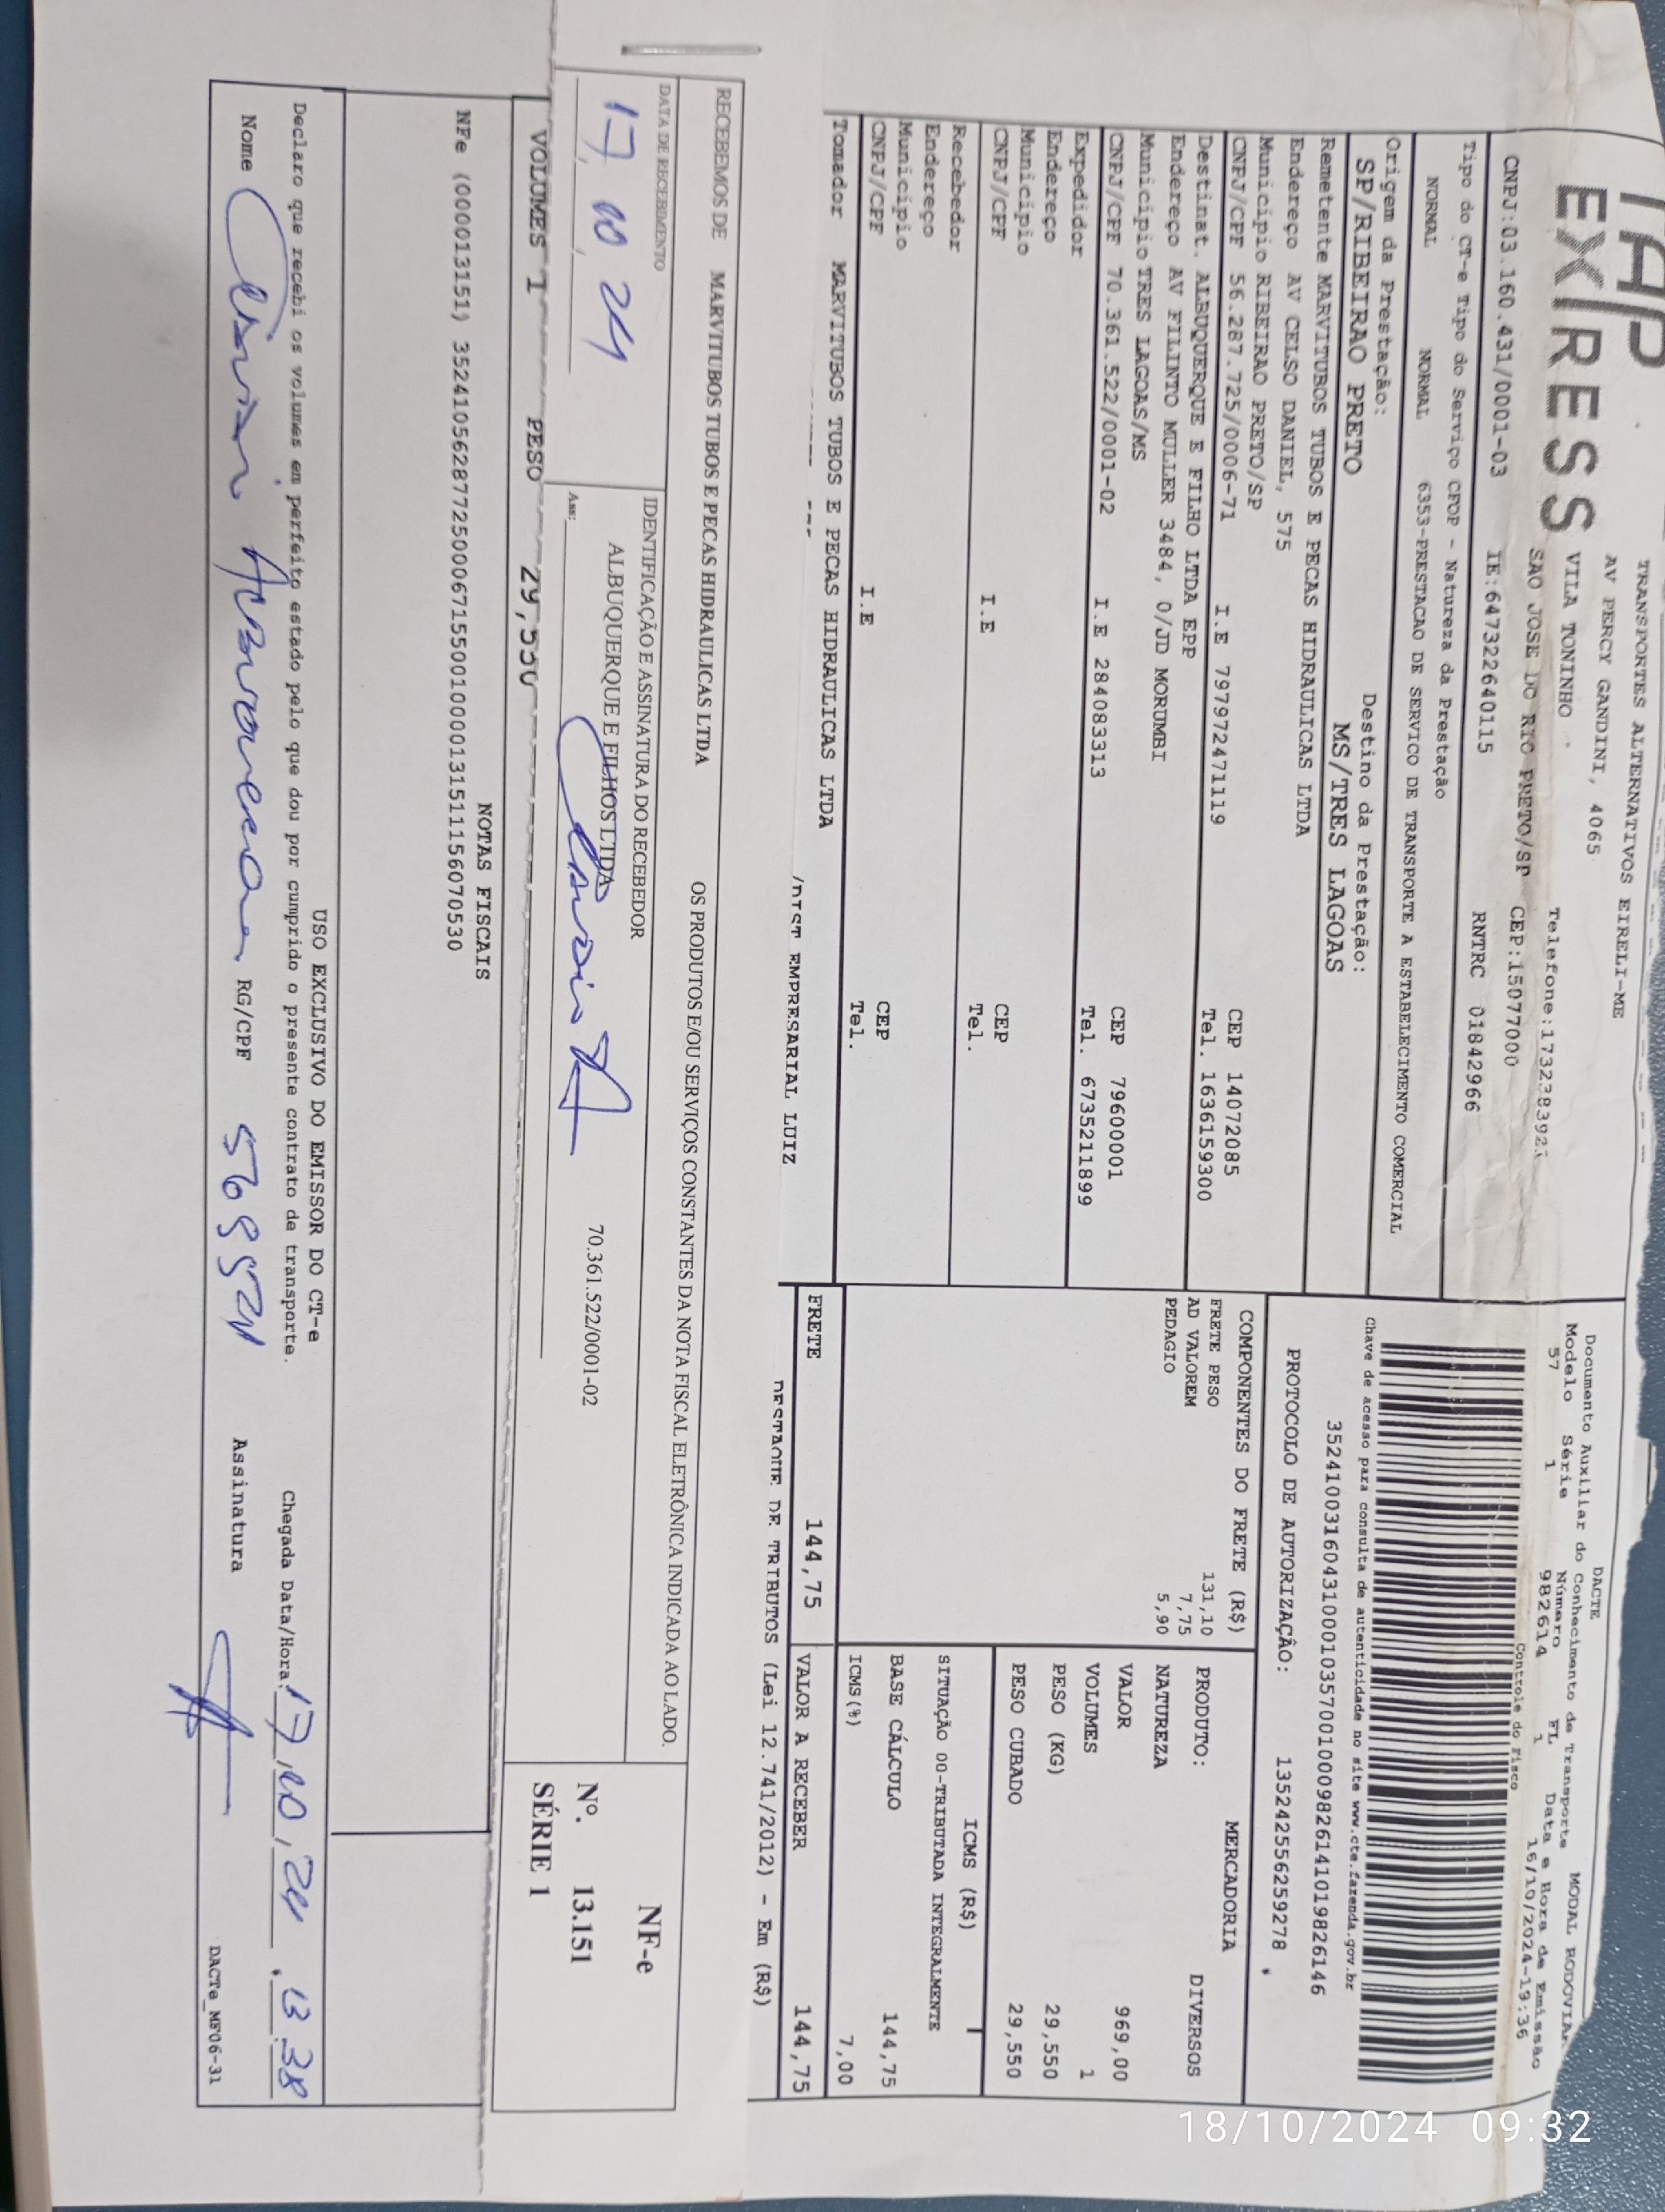 TAP
EX/RESS
TRANSPORTES ALTERNATIVOS EIRELI-ME
AV PERCY GANDINI, 4065
VILA TONINHO
SAO JOSE DO RIO PRETO/SP CEP:15077000
CNPJ:03.160.431/0001-03 IE:647322640115 RNTRC 01842966
DACTE
Documento Auxiliar do Conhecimento de Transporte
MODAL RODOVIA
Modelo Série Número FL Data e Hora de Emissão
57 1 982614 1 16/10/2024-19:36
Controle do Fisco
Tipo do CT-e Tipo do Serviço CFOP - Natureza da Prestação
NORMAL NORMAL 6353-PRESTACAO DE SERVICO DE TRANSPORTE A ESTABELECIMENTO COMERCIAL
Chave de acesso para consulta de autenticidade no site www.cte.fazenda.gov.br
35241003160431000103570010009826141019826146
PROTOCOLO DE AUTORIZAÇÃO: 135242556259278
Origem da Prestação: Destino da Prestação:
SP/RIBEIRAO PRETO MS/TRES LAGOAS
Remetente MARVITUBOS TUBOS E PECAS HIDRAULICAS LTDA
Endereço AV CELSO DANIEL, 575
Município RIBEIRAO PRETO/SP CEP 14072085
CNPJ/CPF 56.287.725/0006-71 I.E 797972471119 Tel. 1636159300
Destinat. ALBUQUERQUE E FILHO LTDA EPP
Endereço AV FILINTO MULLER 3484, 0/JD MORUMBI
Município TRES LAGOAS/MS CEP 79600001
CNPJ/CPF 70.361.522/0001-02 I.E 284083313 Tel. 6735211899
Expedidor
Endereço
Município CEP
CNPJ/CPF I.E Tel.
Recebedor
Endereço
Município CEP
CNPJ/CPF I.E Tel.
Tomador MARVITUBOS TUBOS E PECAS HIDRAULICAS LTDA
/DIST EMPRESARIAL LUIZ
COMPONENTES DO FRETE (R$)
FRETE PESO 131,10
AD VALOREM 7,75
PEDAGIO 5,90
MERCADORIA
PRODUTO: DIVERSOS
NATUREZA
VALOR 969,00
VOLUMES 1
PESO (KG) 29,550
PESO CUBADO 29,550
ICMS (R$)
SITUAÇÃO 00-TRIBUTADA INTEGRALMENTE
BASE CÁLCULO 144,75
ICMS(%) 7,00
FRETE 144,75 VALOR A RECEBER 144,75
DESTAQUE DE TRIBUTOS (Lei 12.741/2012) - Em (R$)
RECEBEMOS DE MARVITUBOS TUBOS E PECAS HIDRAULICAS LTDA OS PRODUTOS E/OU SERVIÇOS CONSTANTES DA NOTA FISCAL ELETRÔNICA INDICADA AO LADO.
DATA DE RECEBIMENTO IDENTIFICAÇÃO E ASSINATURA DO RECEBEDOR
17 10 24 ALBUQUERQUE E FILHOS LTDA 70.361.522/0001-02
Ass:
NF-e
Nº. 13.151
SÉRIE 1
VOLUMES 1 PESO 29,550
NOTAS FISCAIS
NFe (000013151) 35241056287725000671550010000131511156070530
USO EXCLUSIVO DO EMISSOR DO CT-e
Declaro que recebi os volumes em perfeito estado pelo que dou por cumprido o presente contrato de transporte. Chegada Data/Hora: 17,10,24 13 38
Nome RG/CPF Assinatura
DACTe_MF06-31
18/10/2024 09:32